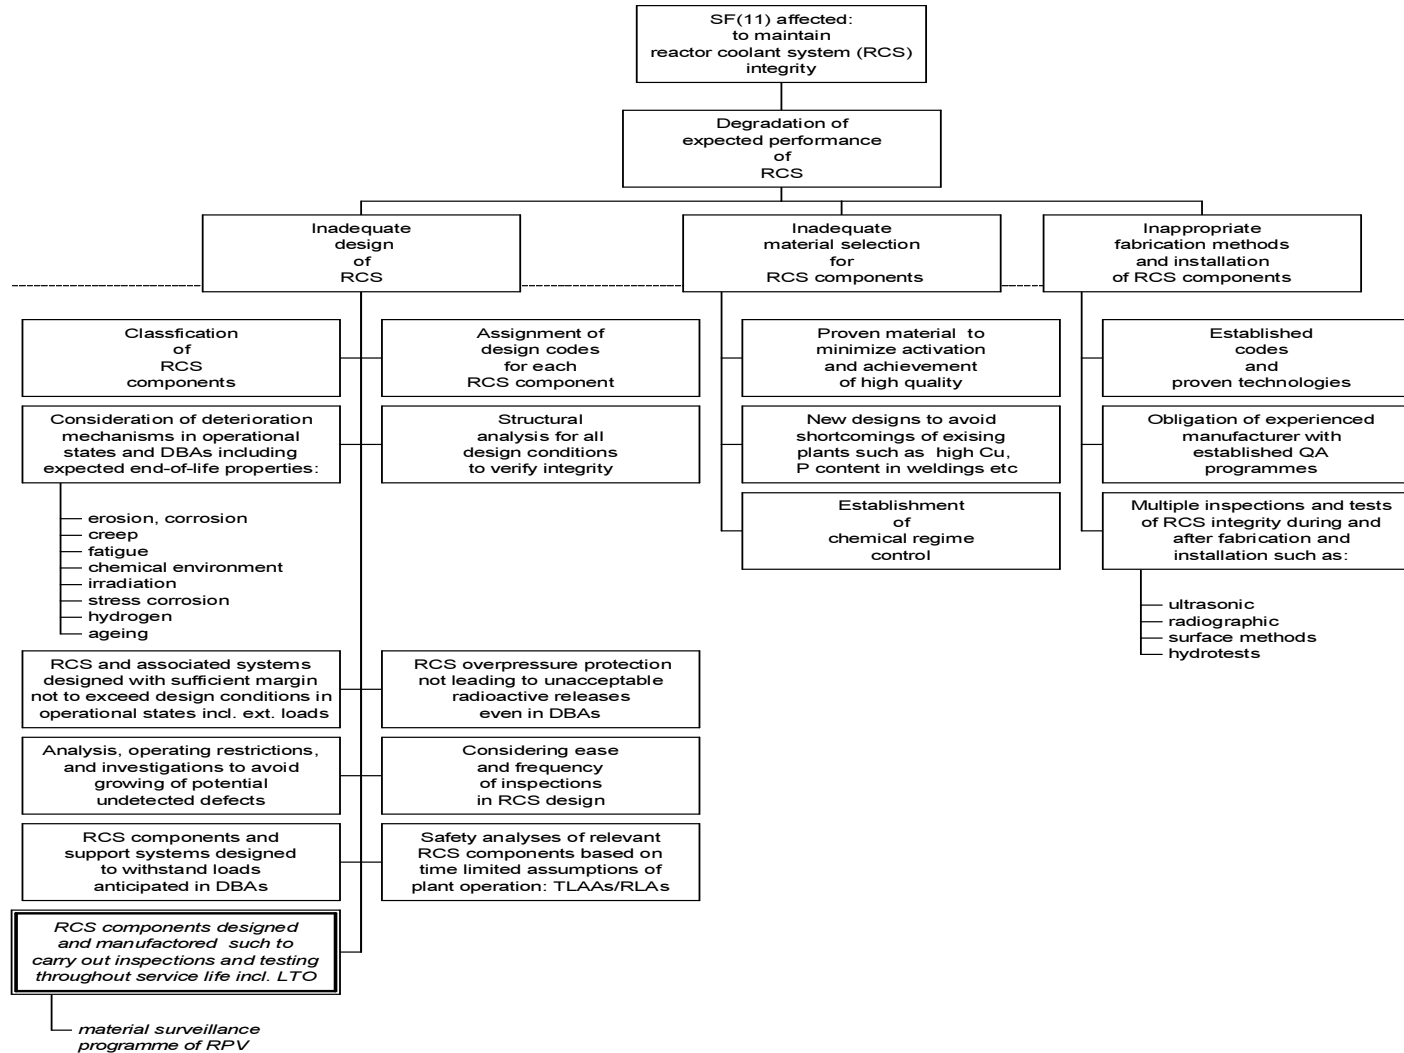 SF(11) affected:
to maintain
reactor coolant system (RCS)
integrity
Degradation of
expected performance
of
RCS
Inadequate
design
of
RCS
Inadequate
material selection
for
RCS components
Inappropriate
fabrication methods
and installation
of RCS components
Classfication
of
RCS
components
Assignment of
design codes
for each
RCS component
Proven material to
minimize activation
and achievement
of high quality
Established
codes
and
proven technologies
Consideration of deterioration
mechanisms in operational
states and DBAs including
expected end-of-life properties:
Structural
analysis for all
design conditions
to verify integrity
New designs to avoid
shortcomings of exising
plants such as high Cu,
P content in weldings etc
Obligation of experienced
manufacturer with
established QA
programmes
erosion, corrosion
creep
fatigue
chemical environment
irradiation
stress corrosion
hydrogen
ageing
Establishment
of
chemical regime
control
Multiple inspections and tests
of RCS integrity during and
after fabrication and
installation such as:
ultrasonic
radiographic
surface methods
hydrotests
RCS and associated systems
designed with sufficient margin
not to exceed design conditions in
operational states incl. ext. loads
RCS overpressure protection
not leading to unacceptable
radioactive releases
even in DBAs
Analysis, operating restrictions,
and investigations to avoid
growing of potential
undetected defects
Considering ease
and frequency
of inspections
in RCS design
RCS components and
support systems designed
to withstand loads
anticipated in DBAs
Safety analyses of relevant
RCS components based on
time limited assumptions of
plant operation: TLAAs/RLAs
RCS components designed
and manufactored such to
carry out inspections and testing
throughout service life incl. LTO
material surveillance
programme of RPV